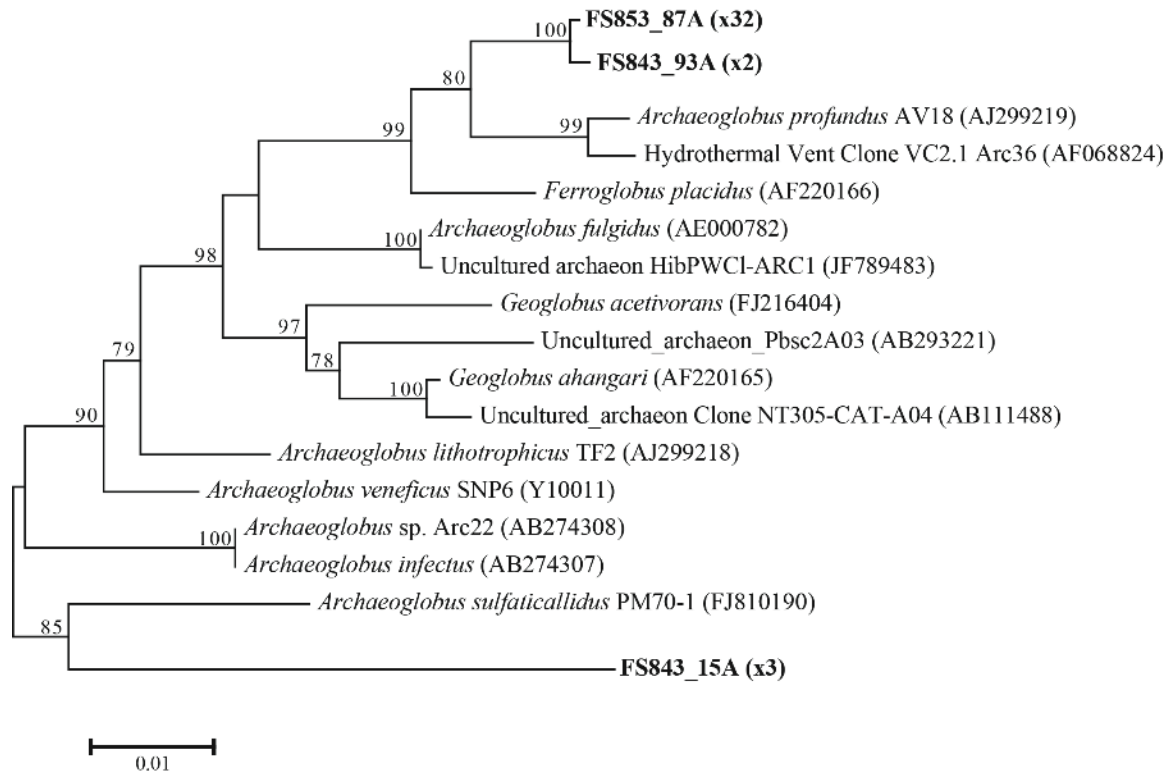 100 FS853_87A (x32)
FS843_93A (x2)
80
99 Archaeoglobus profundus AV18 (AJ299219)
99
Hydrothermal Vent Clone VC2.1 Arc36 (AF068824)
Ferroglobus placidus (AF220166)
Archaeoglobus fulgidus (AE000782)
100
98 Uncultured archaeon HibPWCl-ARC1 (JF789483)
Geoglobus acetivorans (FJ216404)
97
Uncultured_archaeon_Pbsc2A03 (AB293221)
79 78
Geoglobus ahangari (AF220165)
100
90 Uncultured_archaeon Clone NT305-CAT-A04 (AB111488)
Archaeoglobus lithotrophicus TF2 (AJ299218)
Archaeoglobus veneficus SNP6 (Y10011)
Archaeoglobus sp. Arc22 (AB274308)
100
Archaeoglobus infectus (AB274307)
Archaeoglobus sulfaticallidus PM70-1 (FJ810190)
85
FS843_15A (x3)
0.01